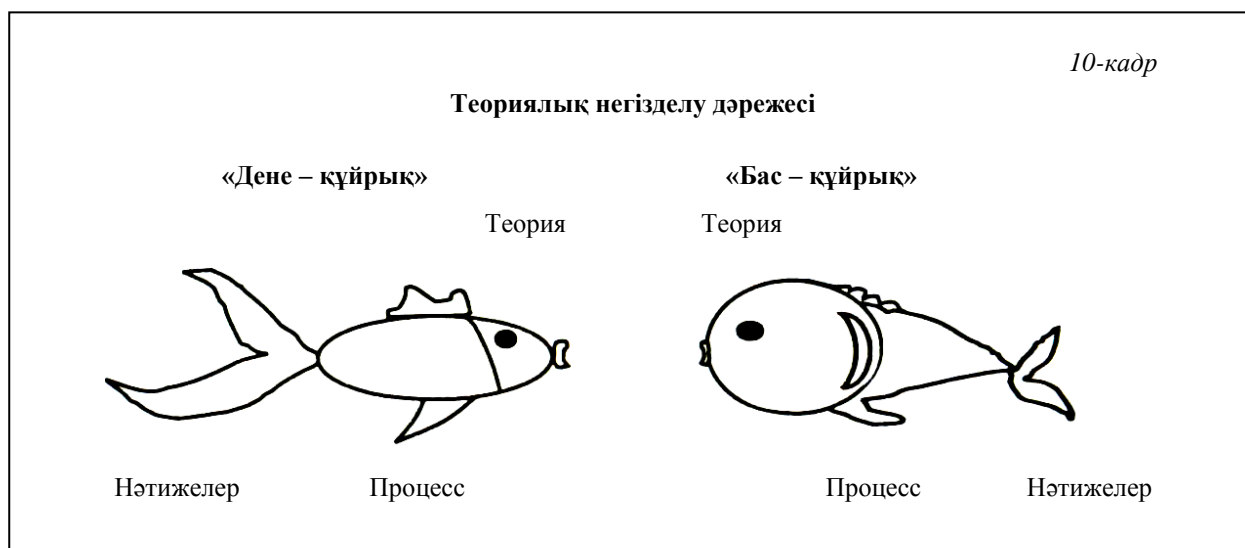 10-кадр
Теориялық негізделу дәрежесі
«Дене – құйрық» «Бас – құйрық»
Теория Теория
Нәтижелер Процесс Процесс Нәтижелер